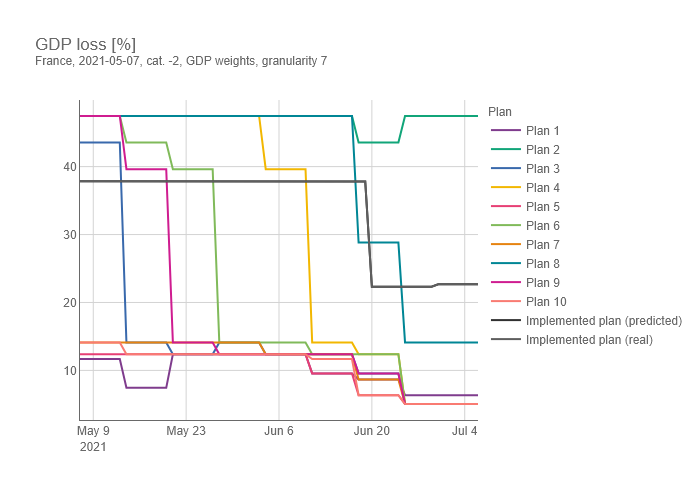 GDP loss [%]
France, 2021-05-07, cat. -2, GDP weights, granularity 7
Plan
Plan 1
Plan 2
Plan 3
Plan 4
Plan 5
Plan 6
Plan 7
Plan 8
Plan 9
Plan 10
Implemented plan (predicted)
Implemented plan (real)
40
30
20
10
May 9
2021
May 23
Jun 6
Jun 20
Jul 4